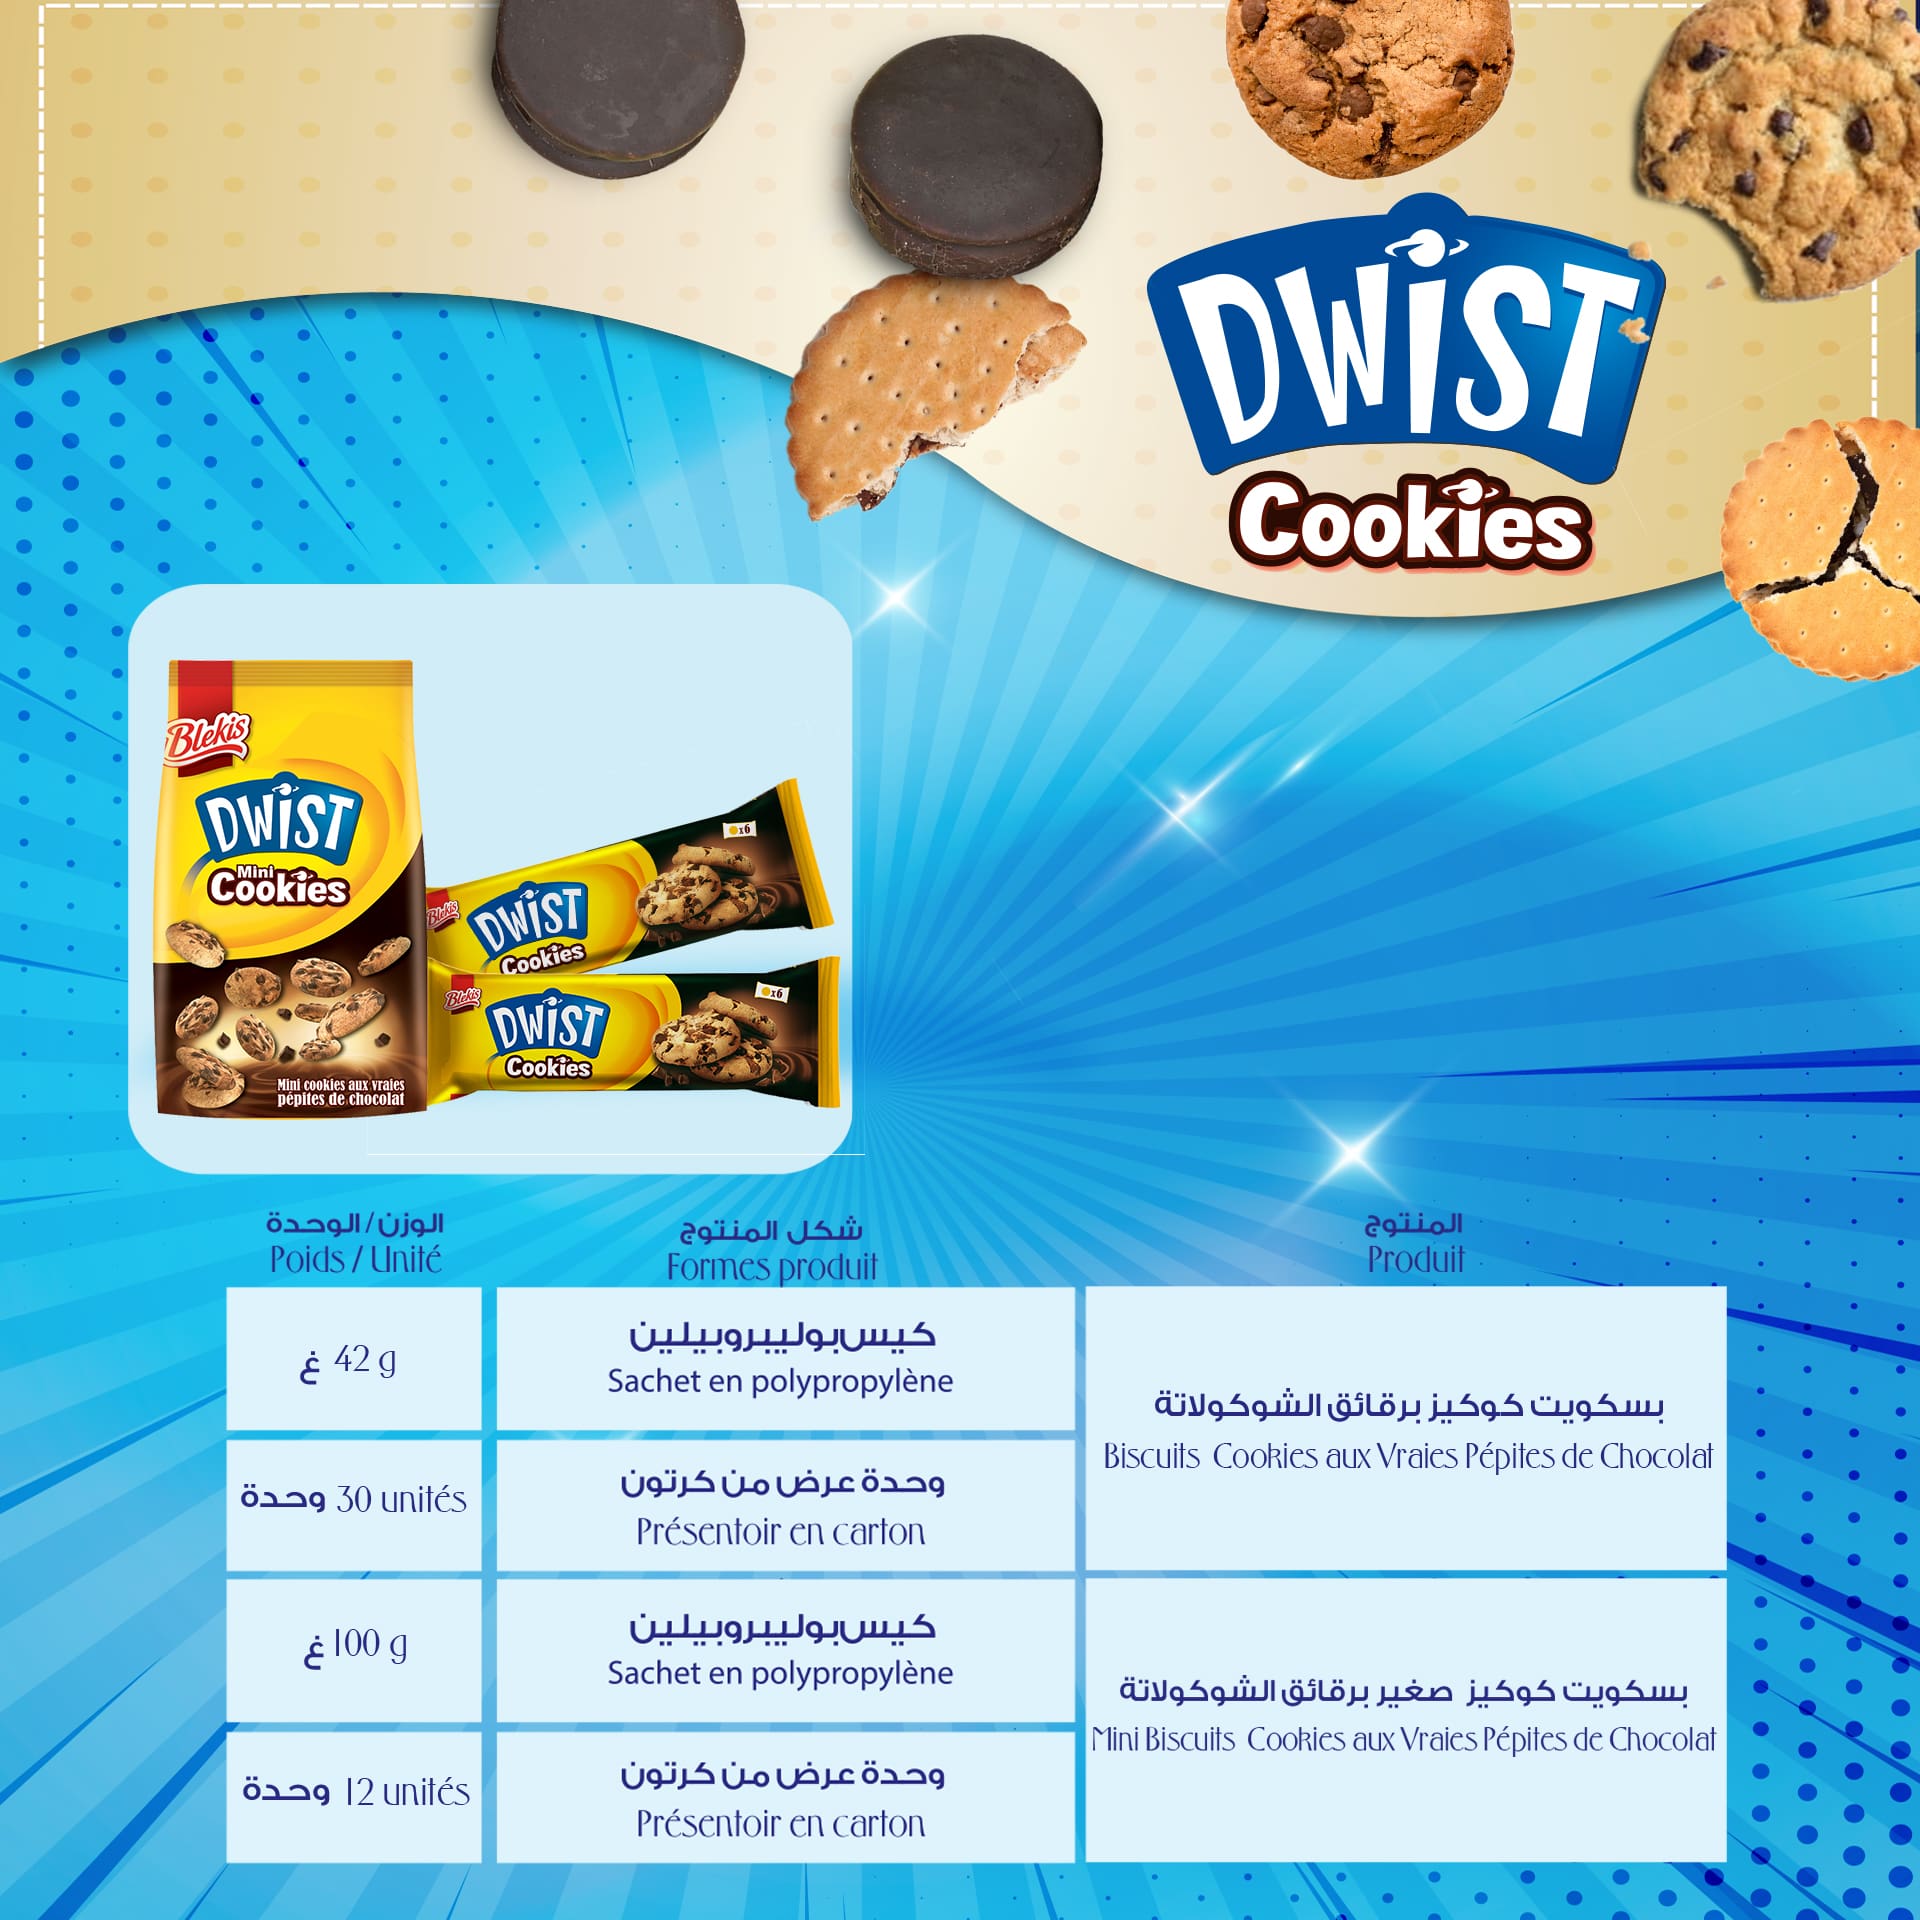 DWiST
Cookies
Blekis
DWiST
Mini
Cookies
Mini cookies aux vraies
pépites de chocolat
Blekis
DWiST
Cookies
x6
Blekis
DWiST
Cookies
x6
المنتوج
Produit
شكل المنتوج
Formes produit
الوزن/الوحدة
Poids / Unité
بسكويت كوكيز برقائق الشوكولاتة
Biscuits Cookies aux Vraies Pépites de Chocolat
كيس بوليبروبيلين
Sachet en polypropylène
42 g غ
وحدة عرض من كرتون
Présentoir en carton
30 unités وحدة
بسكويت كوكيز صغير برقائق الشوكولاتة
Mini Biscuits Cookies aux Vraies Pépites de Chocolat
كيس بوليبروبيلين
Sachet en polypropylène
100 g غ
وحدة عرض من كرتون
Présentoir en carton
12 unités وحدة